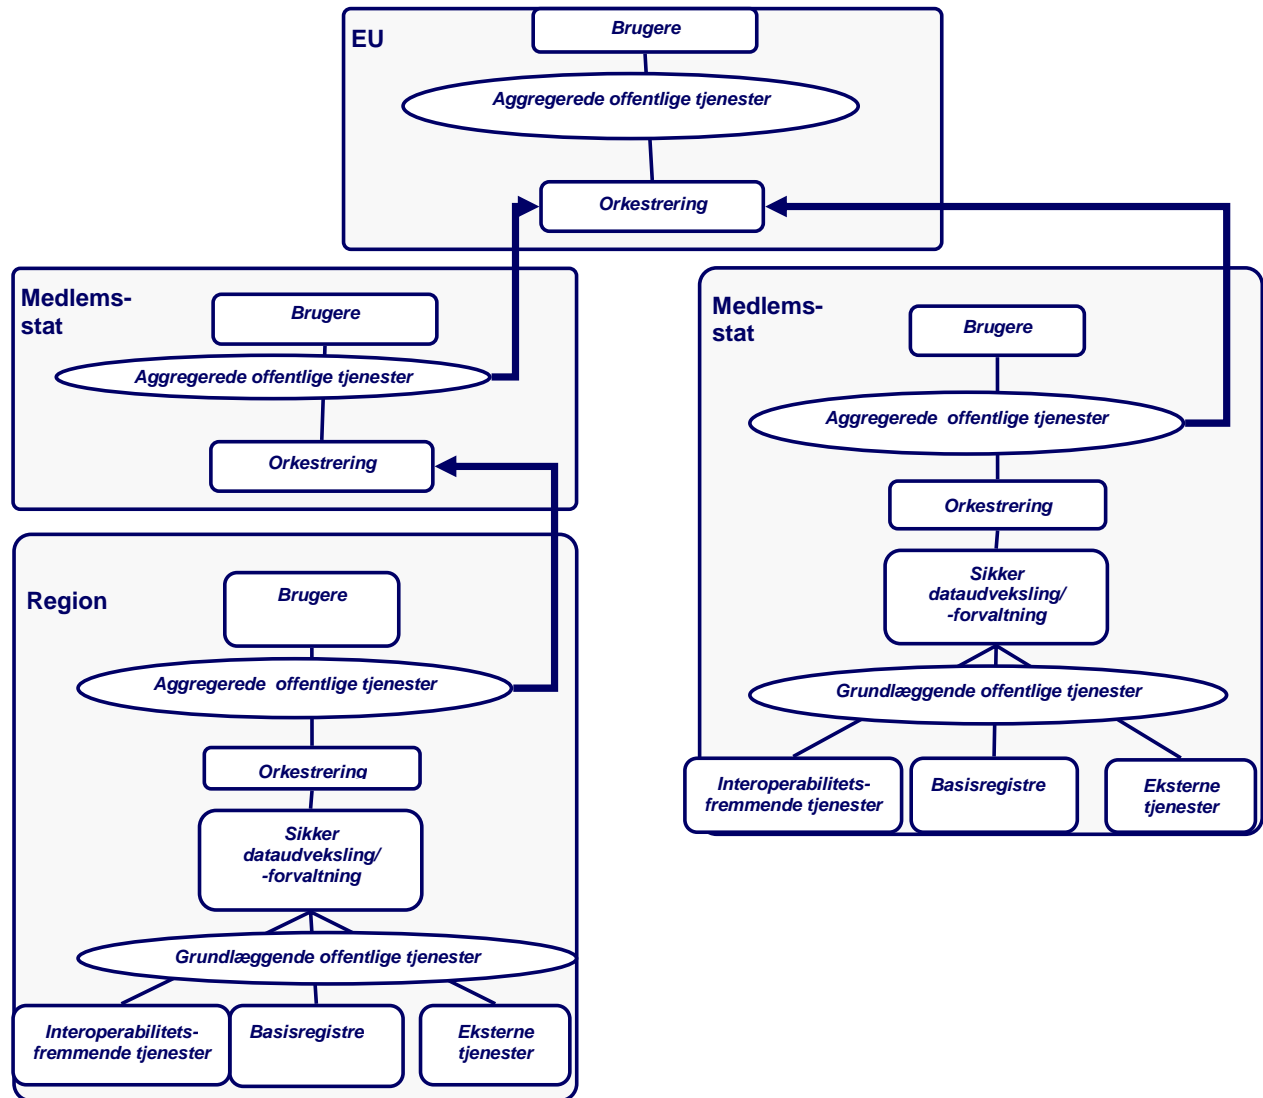 EU
Brugere
Aggregerede offentlige tjenester
Orkestrering
Medlems-
stat
Brugere
Aggregerede offentlige tjenester
Orkestrering
Region
Brugere
Aggregerede offentlige tjenester
Orkestrering
Sikker
dataudveksling/
-forvaltning
Grundlæggende offentlige tjenester
Interoperabilitets-
fremmende tjenester
Basisregistre
Eksterne
tjenester
Medlems-
stat
Brugere
Aggregerede offentlige tjenester
Orkestrering
Sikker
dataudveksling/
-forvaltning
Grundlæggende offentlige tjenester
Interoperabilitets-
fremmende tjenester
Basisregistre
Eksterne
tjenester